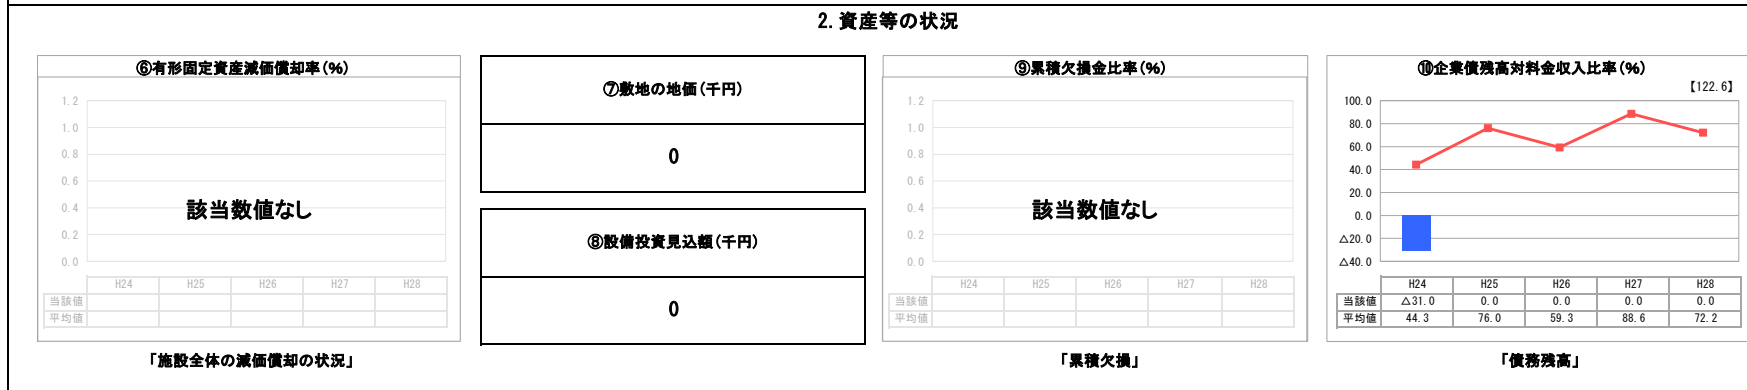 2.資産等の状況
⑥有形固定資産減価償却率(%)
1.2
1.0
0.8
0.6
0.4
0.2
0.0
該当数値なし
H24 H25 H26 H27 H28
当該値
平均値
「施設全体の減価償却の状況」
⑦敷地の地価(千円)
0
⑧設備投資見込額(千円)
0
⑨累積欠損金比率(%)
1.2
1.0
0.8
0.6
0.4
0.2
0.0
該当数値なし
H24 H25 H26 H27 H28
当該値
平均値
「累積欠損」
⑩企業債残高対料金収入比率(%)
【122.6】
100.0
80.0
60.0
40.0
20.0
0.0
△20.0
△40.0
H24 H25 H26 H27 H28
当該値 △31.0 0.0 0.0 0.0 0.0
平均値 44.3 76.0 59.3 88.6 72.2
「債務残高」